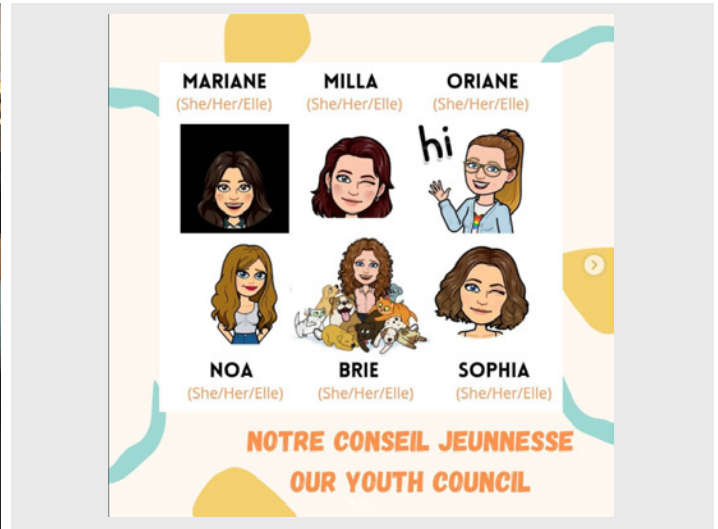 MARIANE MILLA ORIANE
(She/Her/Elle) (She/Her/Elle) (She/Her/Elle)
hi
NOA BRIE SOPHIA
(She/Her/Elle) (She/Her/Elle) (She/Her/Elle)
NOTRE CONSEIL JEUNNESSE
OUR YOUTH COUNCIL